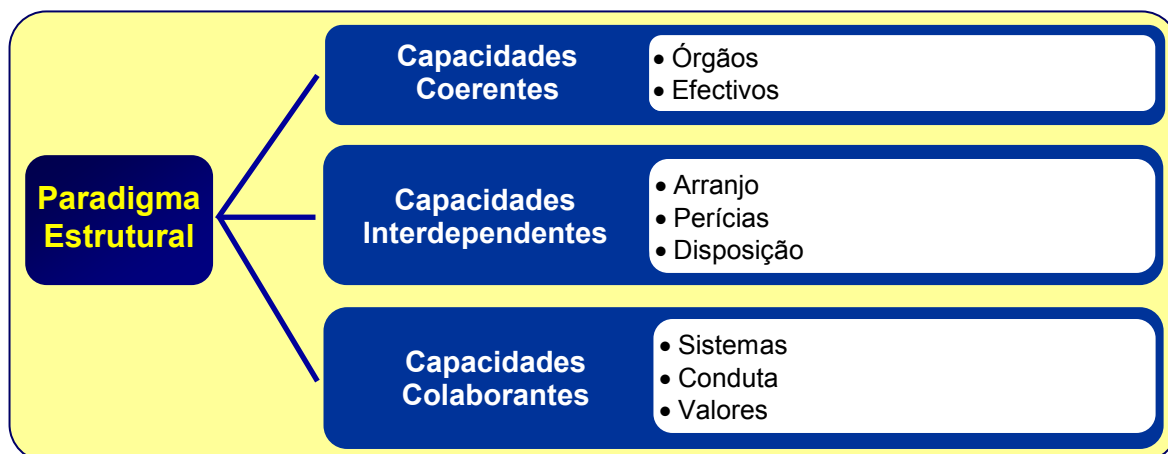 Paradigma
Estrutural
Capacidades
Coerentes
• Órgãos
• Efectivos
Capacidades
Interdependentes
• Arranjo
• Perícias
• Disposição
Capacidades
Colaborantes
• Sistemas
• Conduta
• Valores